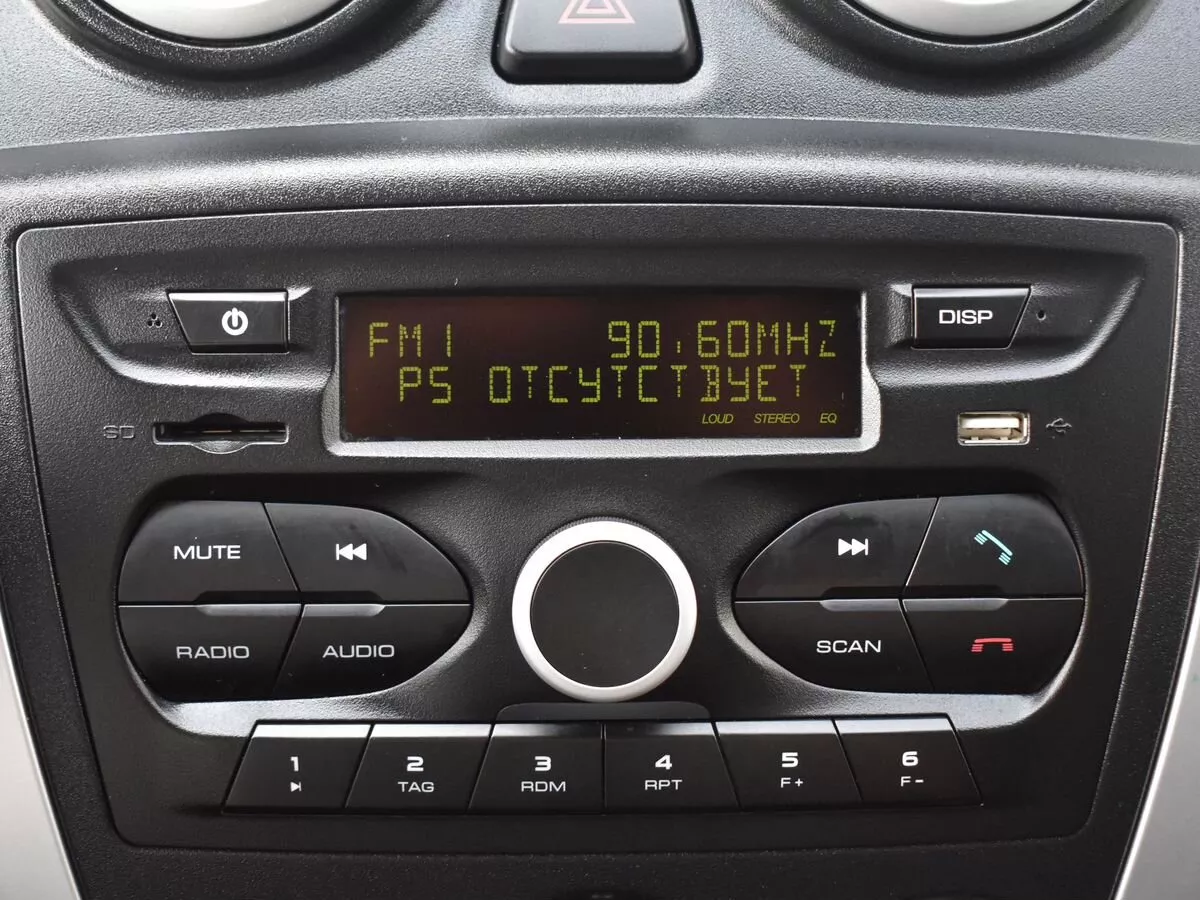 FM1 90.60MHZ
DISP
PS ОТСУТСТВУЕТ
LOUD STEREO EQ
SD
MUTE
RADIO AUDIO
SCAN
1 2 3 4 5 6
TAG RDM RPT F+ F-